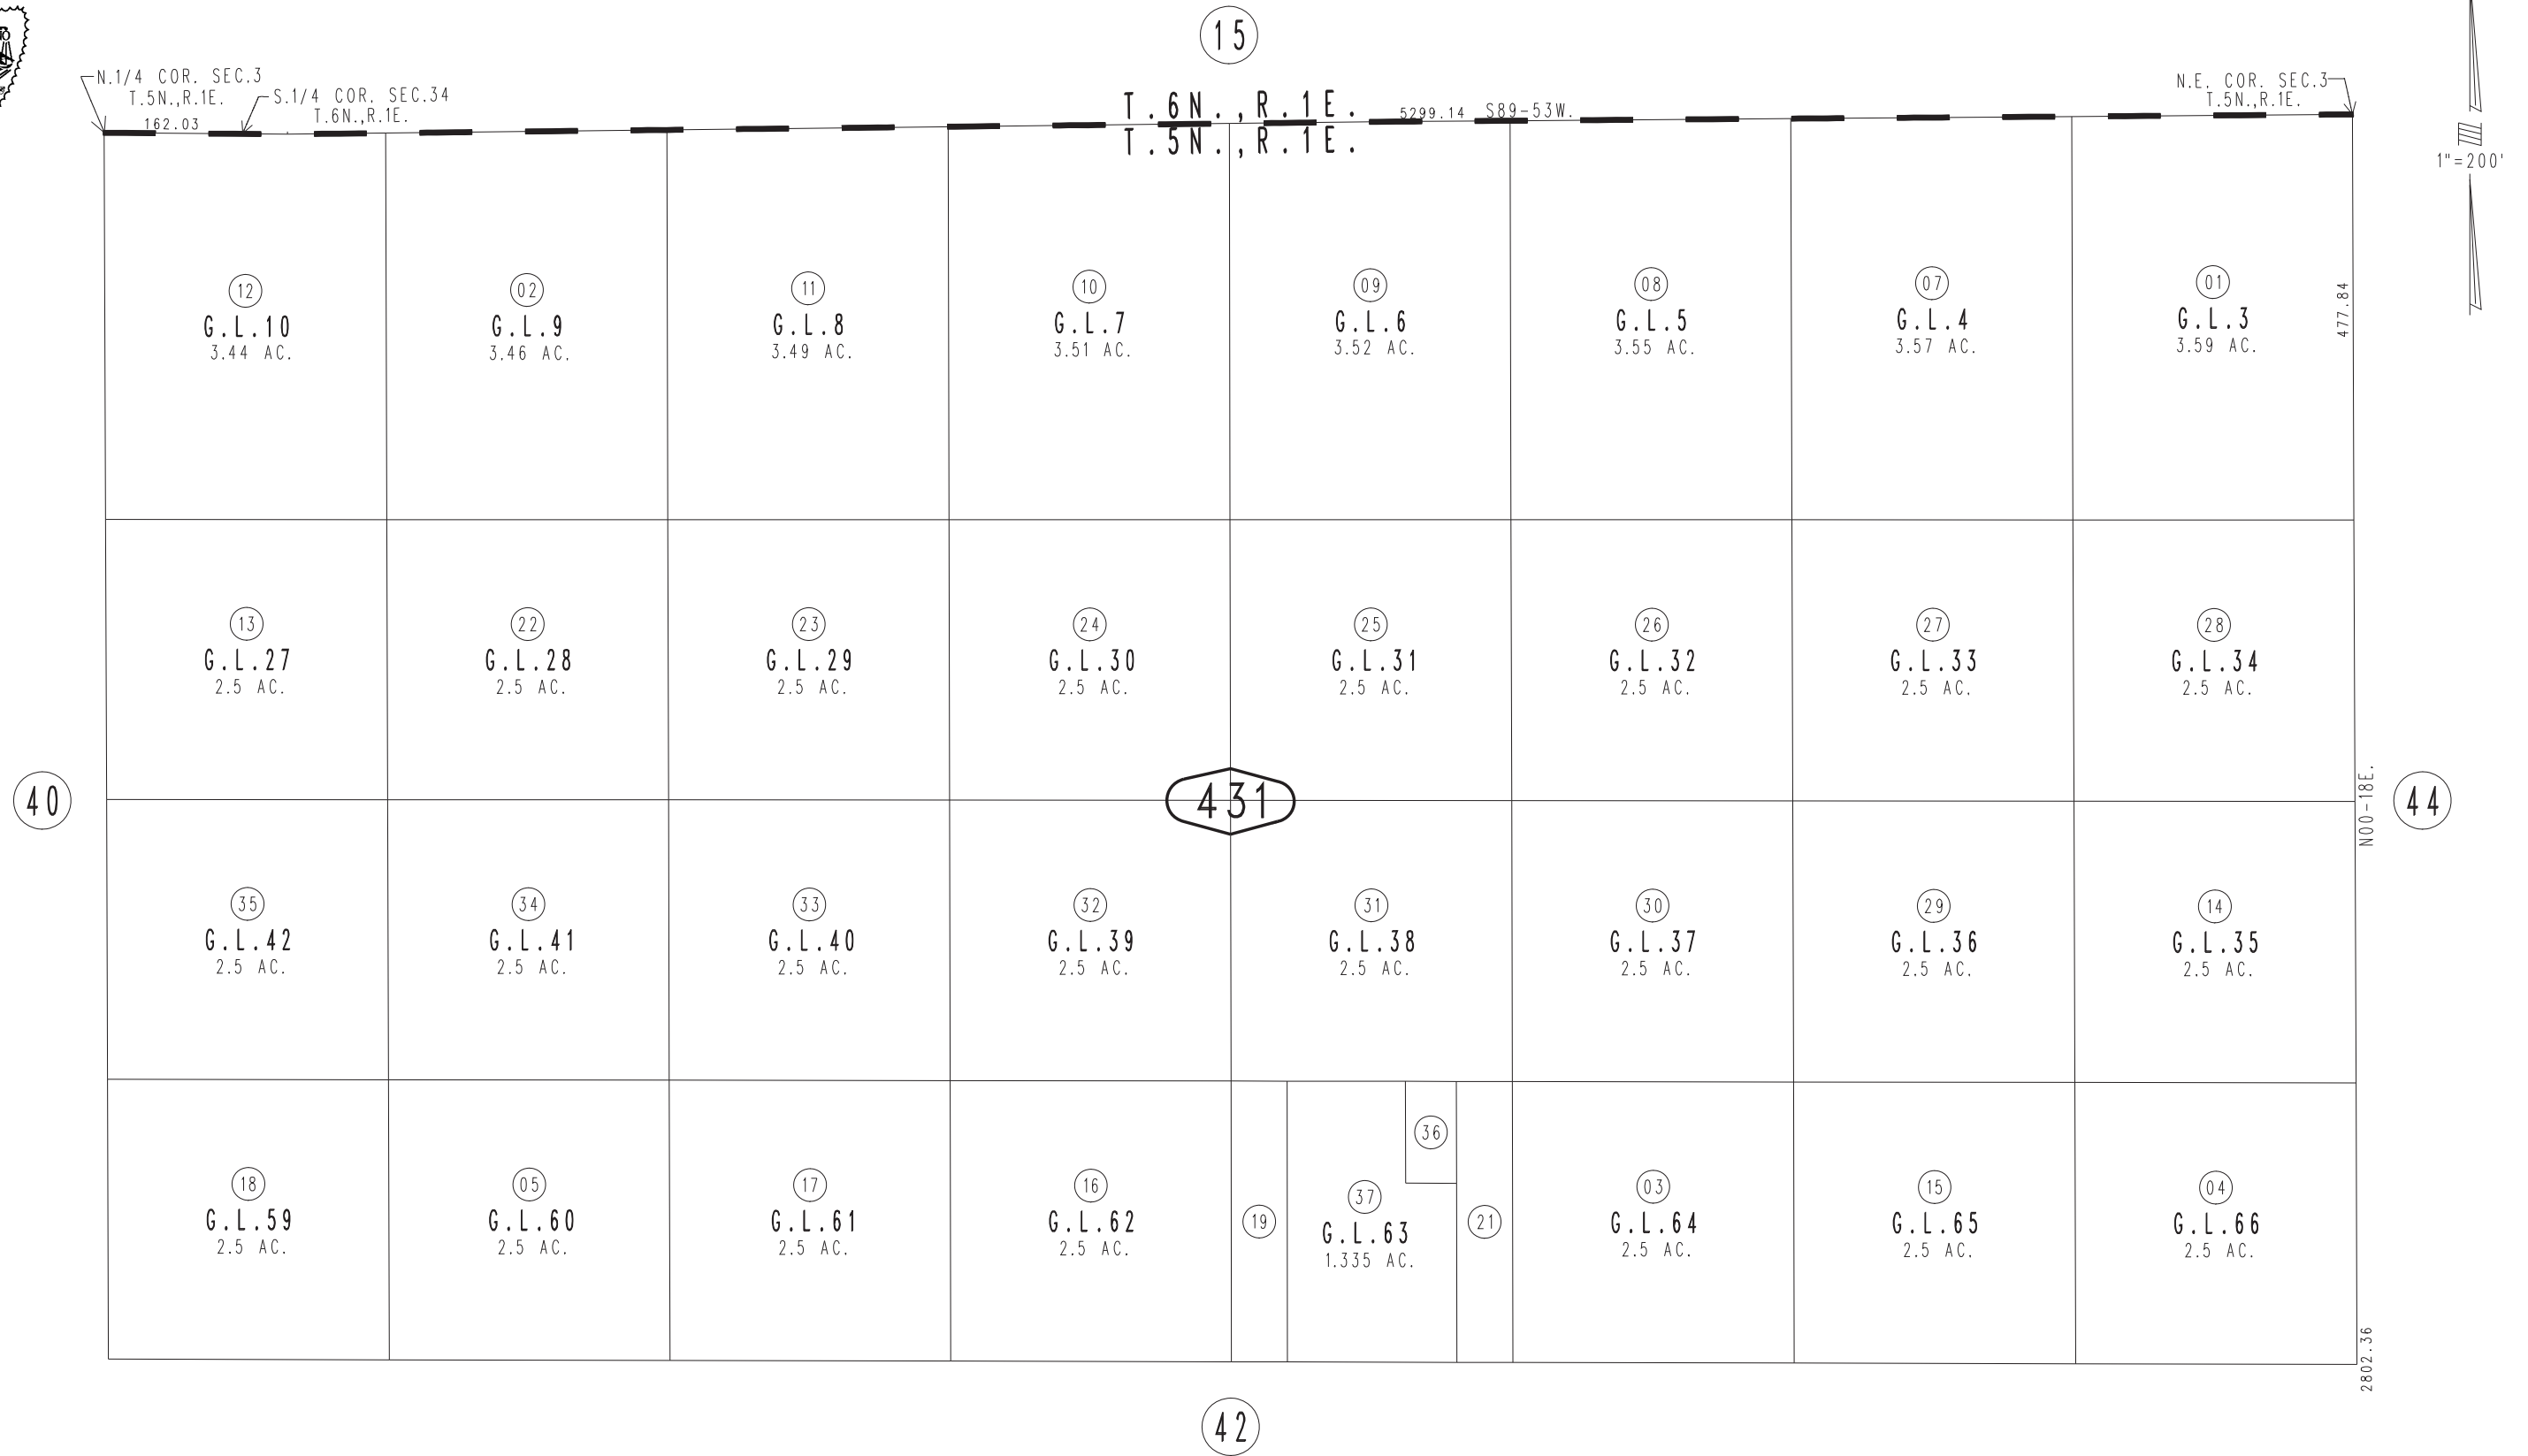 15
N.1/4 COR. SEC.3
T.5N.,R.1E.
S.1/4 COR. SEC.34
T.6N.,R.1E.
162.03
T.6N.,R.1E.
T.5N.,R.1E.
5299.14 S89-53W.
N.E. COR. SEC.3
T.5N.,R.1E.
1"=200'
12
G.L.10
3.44 AC.
02
G.L.9
3.46 AC.
11
G.L.8
3.49 AC.
10
G.L.7
3.51 AC.
09
G.L.6
3.52 AC.
08
G.L.5
3.55 AC.
07
G.L.4
3.57 AC.
01
G.L.3
3.59 AC.
477.84
13
G.L.27
2.5 AC.
22
G.L.28
2.5 AC.
23
G.L.29
2.5 AC.
24
G.L.30
2.5 AC.
25
G.L.31
2.5 AC.
26
G.L.32
2.5 AC.
27
G.L.33
2.5 AC.
28
G.L.34
2.5 AC.
40
431
N00-18E.
44
35
G.L.42
2.5 AC.
34
G.L.41
2.5 AC.
33
G.L.40
2.5 AC.
32
G.L.39
2.5 AC.
31
G.L.38
2.5 AC.
30
G.L.37
2.5 AC.
29
G.L.36
2.5 AC.
14
G.L.35
2.5 AC.
18
G.L.59
2.5 AC.
05
G.L.60
2.5 AC.
17
G.L.61
2.5 AC.
16
G.L.62
2.5 AC.
19
37
G.L.63
1.335 AC.
36
21
03
G.L.64
2.5 AC.
15
G.L.65
2.5 AC.
04
G.L.66
2.5 AC.
2802.36
42